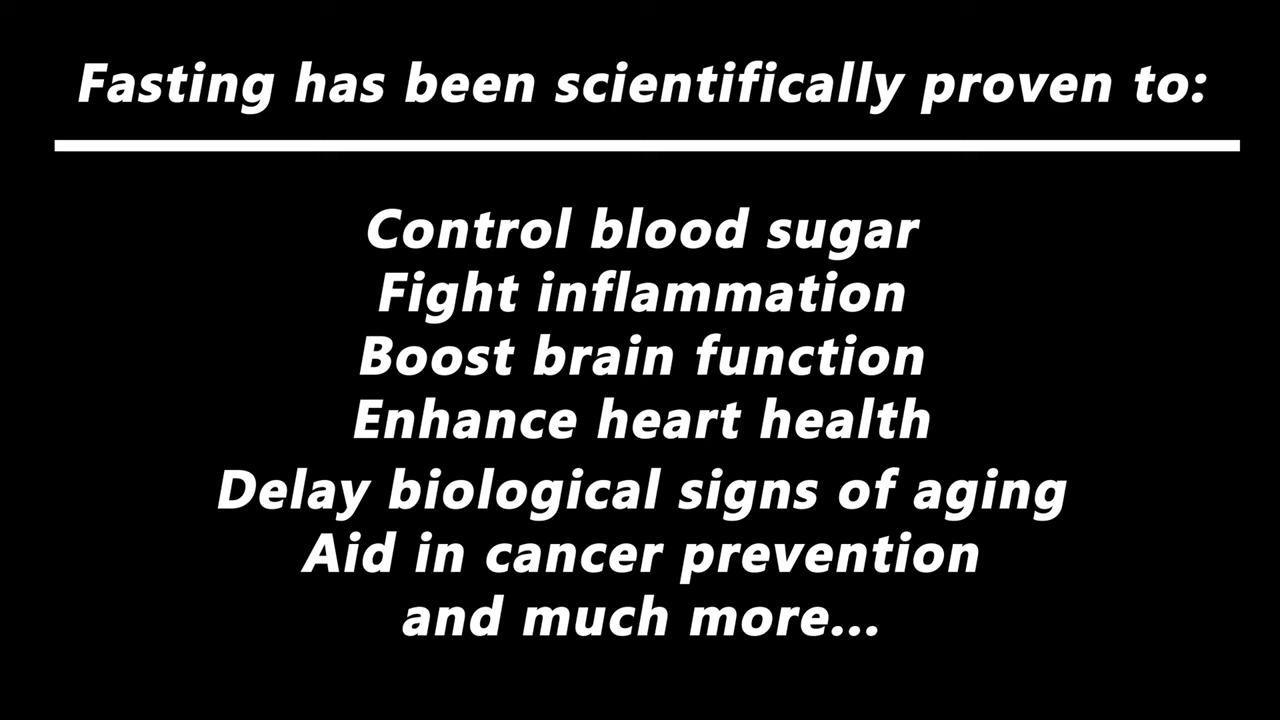 Fasting has been scientifically proven to:
Control blood sugar
Fight inflammation
Boost brain function
Enhance heart health
Delay biological signs of aging
Aid in cancer prevention
and much more...